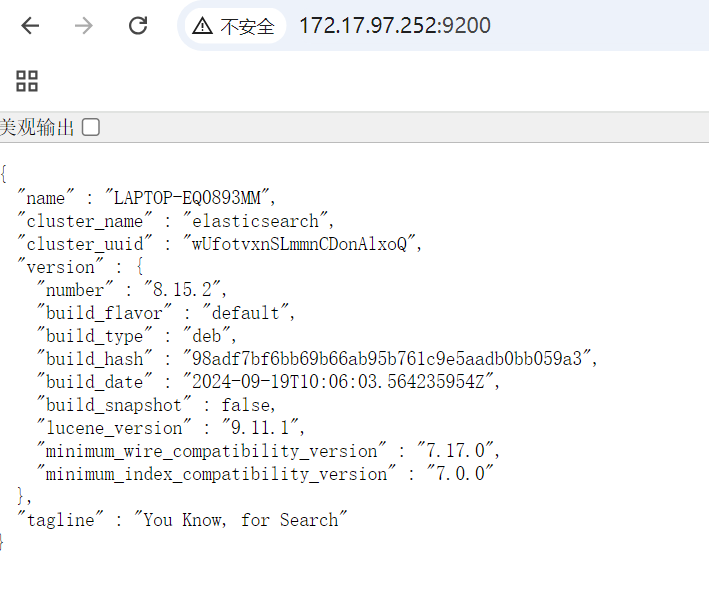 不安全 172.17.97.252:9200
美观输出
{
"name" : "LAPTOP-EQ0893MM",
"cluster_name" : "elasticsearch",
"cluster_uuid" : "wUfotvxnSLmmnCDonAlxoQ",
"version" : {
"number" : "8.15.2",
"build_flavor" : "default",
"build_type" : "deb",
"build_hash" : "98adf7bf6bb69b66ab95b761c9e5aadb0bb059a3",
"build_date" : "2024-09-19T10:06:03.564235954Z",
"build_snapshot" : false,
"lucene_version" : "9.11.1",
"minimum_wire_compatibility_version" : "7.17.0",
"minimum_index_compatibility_version" : "7.0.0"
},
"tagline" : "You Know, for Search"
}